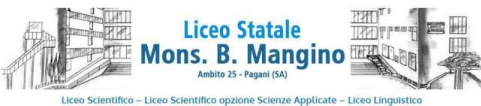 Liceo Statale
Mons. B. Mangino
Ambito 25 - Pagani (SA)
Liceo Scientifico – Liceo Scientifico opzione Scienze Applicate – Liceo Linguistico